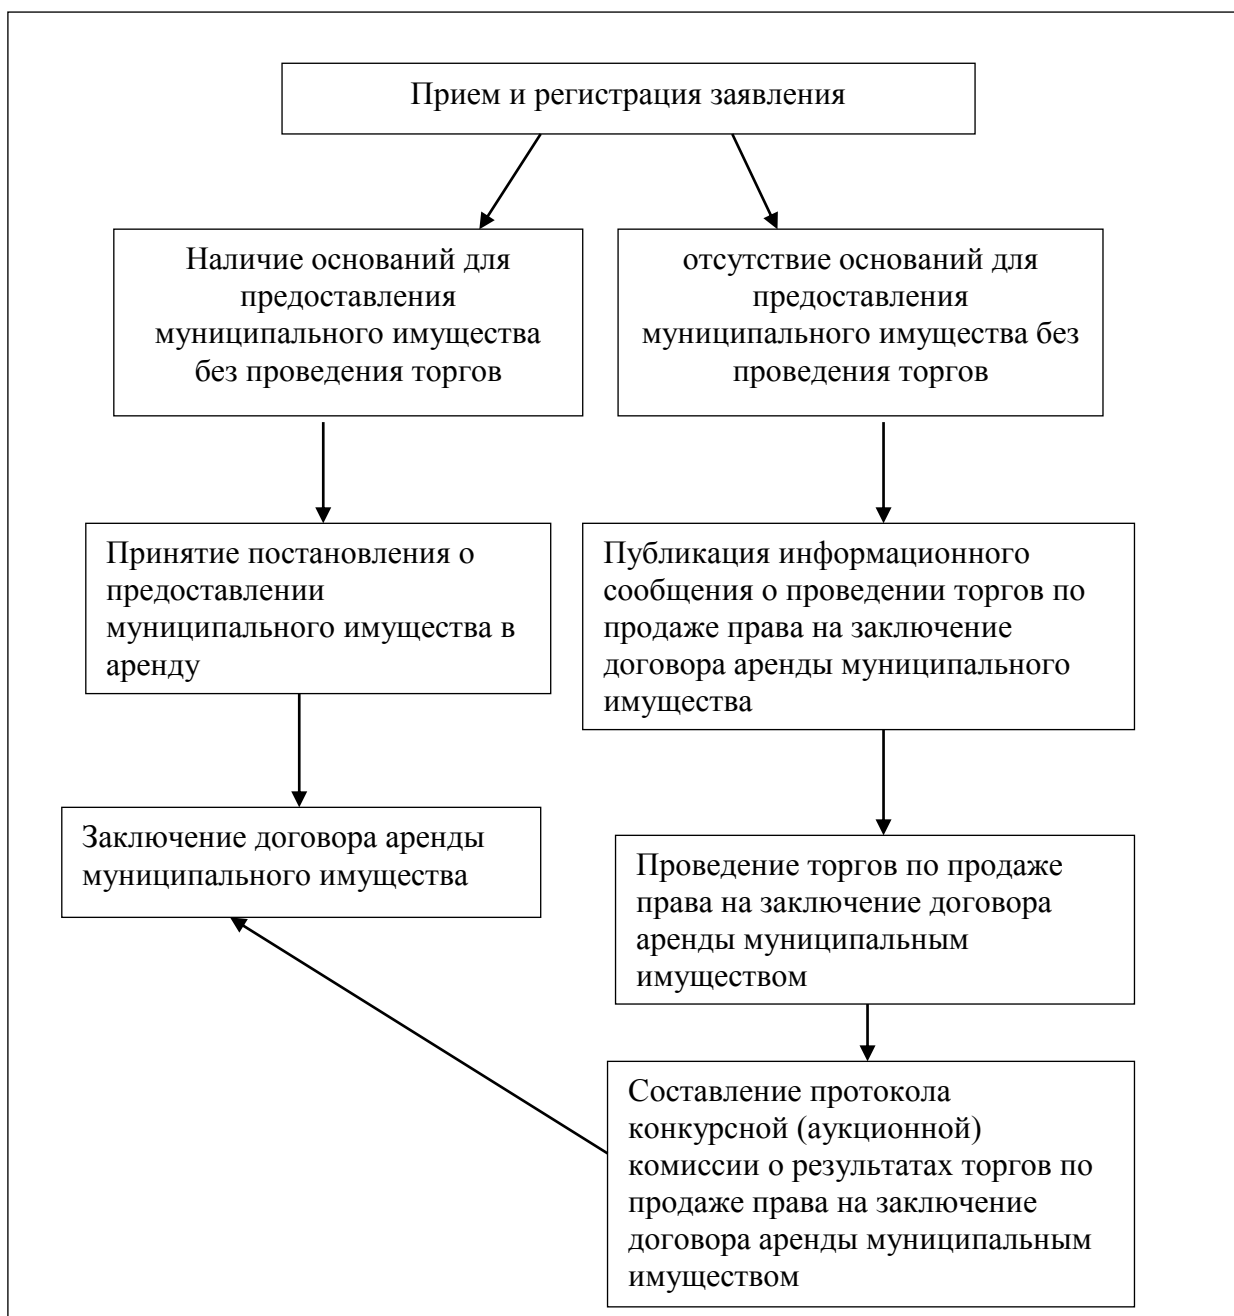 Прием и регистрация заявления
Наличие оснований для
предоставления
муниципального имущества
без проведения торгов
отсутствие оснований для
предоставления
муниципального имущества без
проведения торгов
Принятие постановления о
предоставлении
муниципального имущества в
аренду
Публикация информационного
сообщения о проведении торгов по
продаже права на заключение
договора аренды муниципального
имущества
Заключение договора аренды
муниципального имущества
Проведение торгов по продаже
права на заключение договора
аренды муниципальным
имуществом
Составление протокола
конкурсной (аукционной)
комиссии о результатах торгов по
продаже права на заключение
договора аренды муниципальным
имуществом